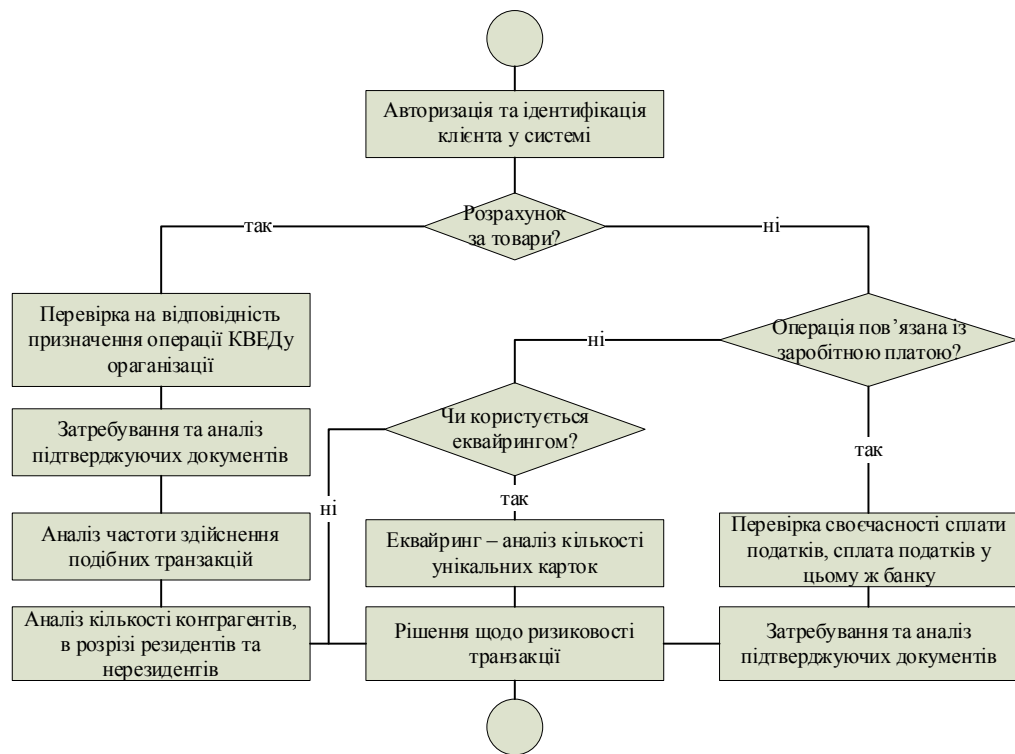 Авторизація та ідентифікація
клієнта у системі
Розрахунок
за товари?
так
ні
Перевірка на відповідність
призначення операції КВЕДу
ораганізації
Операція пов’язана із
заробітною платою?
ні
Чи користується
еквайрингом?
Затребування та аналіз
підтверджуючих документів
так
ні
так
Аналіз частоти здійснення
подібних транзакцій
Еквайринг – аналіз кількості
унікальних карток
Перевірка своєчасності сплати
податків, сплата податків у
цьому ж банку
Аналіз кількості контрагентів,
в розрізі резидентів та
нерезидентів
Рішення щодо ризиковості
транзакції
Затребування та аналіз
підтверджуючих документів